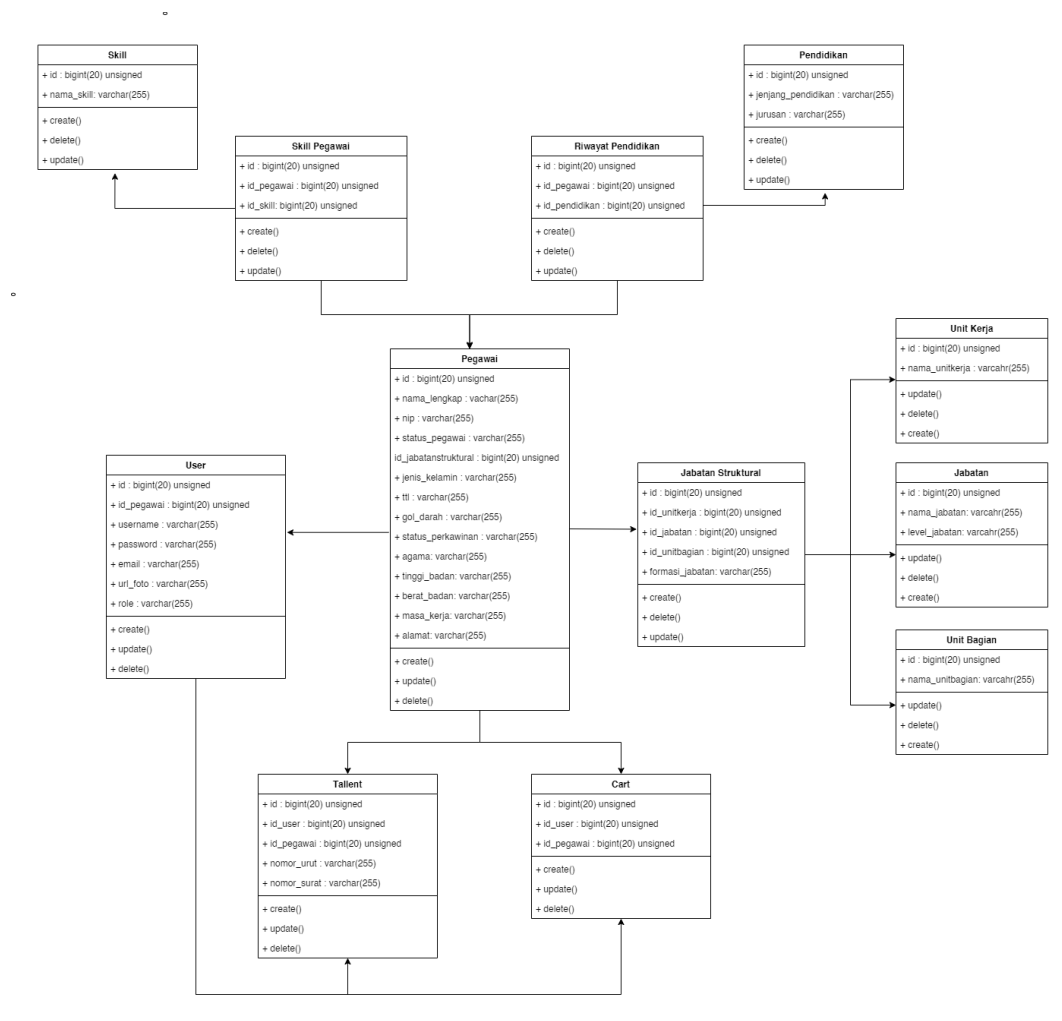 Skill
+ id : bigint(20) unsigned
+ nama_skill: varchar(255)
+ create()
+ delete()
+ update()
Pendidikan
+ id : bigint(20) unsigned
+ jenjang_pendidikan : varchar(255)
+ jurusan : varchar(255)
+ create()
+ delete()
+ update()
Skill Pegawai
+ id : bigint(20) unsigned
+ id_pegawai : bigint(20) unsigned
+ id_skill: bigint(20) unsigned
+ create()
+ delete()
+ update()
Riwayat Pendidikan
+ id : bigint(20) unsigned
+ id_pegawai : bigint(20) unsigned
+ id_pendidikan : bigint(20) unsigned
+ create()
+ delete()
+ update()
Pegawai
+ id : bigint(20) unsigned
+ nama_lengkap : vachar(255)
+ nip : varchar(255)
+ status_pegawai : varchar(255)
id_jabatanstruktural : bigint(20) unsigned
+ jenis_kelamin : varchar(255)
+ ttl : varchar(255)
+ gol_darah : varchar(255)
+ status_perkawinan : varchar(255)
+ agama: varchar(255)
+ tinggi_badan: varchar(255)
+ berat_badan: varchar(255)
+ masa_kerja: varchar(255)
+ alamat: varchar(255)
+ create()
+ update()
+ delete()
Unit Kerja
+ id : bigint(20) unsigned
+ nama_unitkerja : varcahr(255)
+ update()
+ delete()
+ create()
User
+ id : bigint(20) unsigned
+ id_pegawai : bigint(20) unsigned
+ username : varchar(255)
+ password : varchar(255)
+ email : varchar(255)
+ url_foto : varchar(255)
+ role : varchar(255)
+ create()
+ update()
+ delete()
Jabatan Struktural
+ id : bigint(20) unsigned
+ id_unitkerja : bigint(20) unsigned
+ id_jabatan : bigint(20) unsigned
+ id_unitbagian : bigint(20) unsigned
+ formasi_jabatan: varchar(255)
+ create()
+ delete()
+ update()
Jabatan
+ id : bigint(20) unsigned
+ nama_jabatan: varcahr(255)
+ level_jabatan: varcahr(255)
+ update()
+ delete()
+ create()
Unit Bagian
+ id : bigint(20) unsigned
+ nama_unitbagian: varcahr(255)
+ update()
+ delete()
+ create()
Tallent
+ id : bigint(20) unsigned
+ id_user : bigint(20) unsigned
+ id_pegawai : bigint(20) unsigned
+ nomor_urut : varchar(255)
+ nomor_surat : varchar(255)
+ create()
+ update()
+ delete()
Cart
+ id : bigint(20) unsigned
+ id_user : bigint(20) unsigned
+ id_pegawai : bigint(20) unsigned
+ create()
+ update()
+ delete()